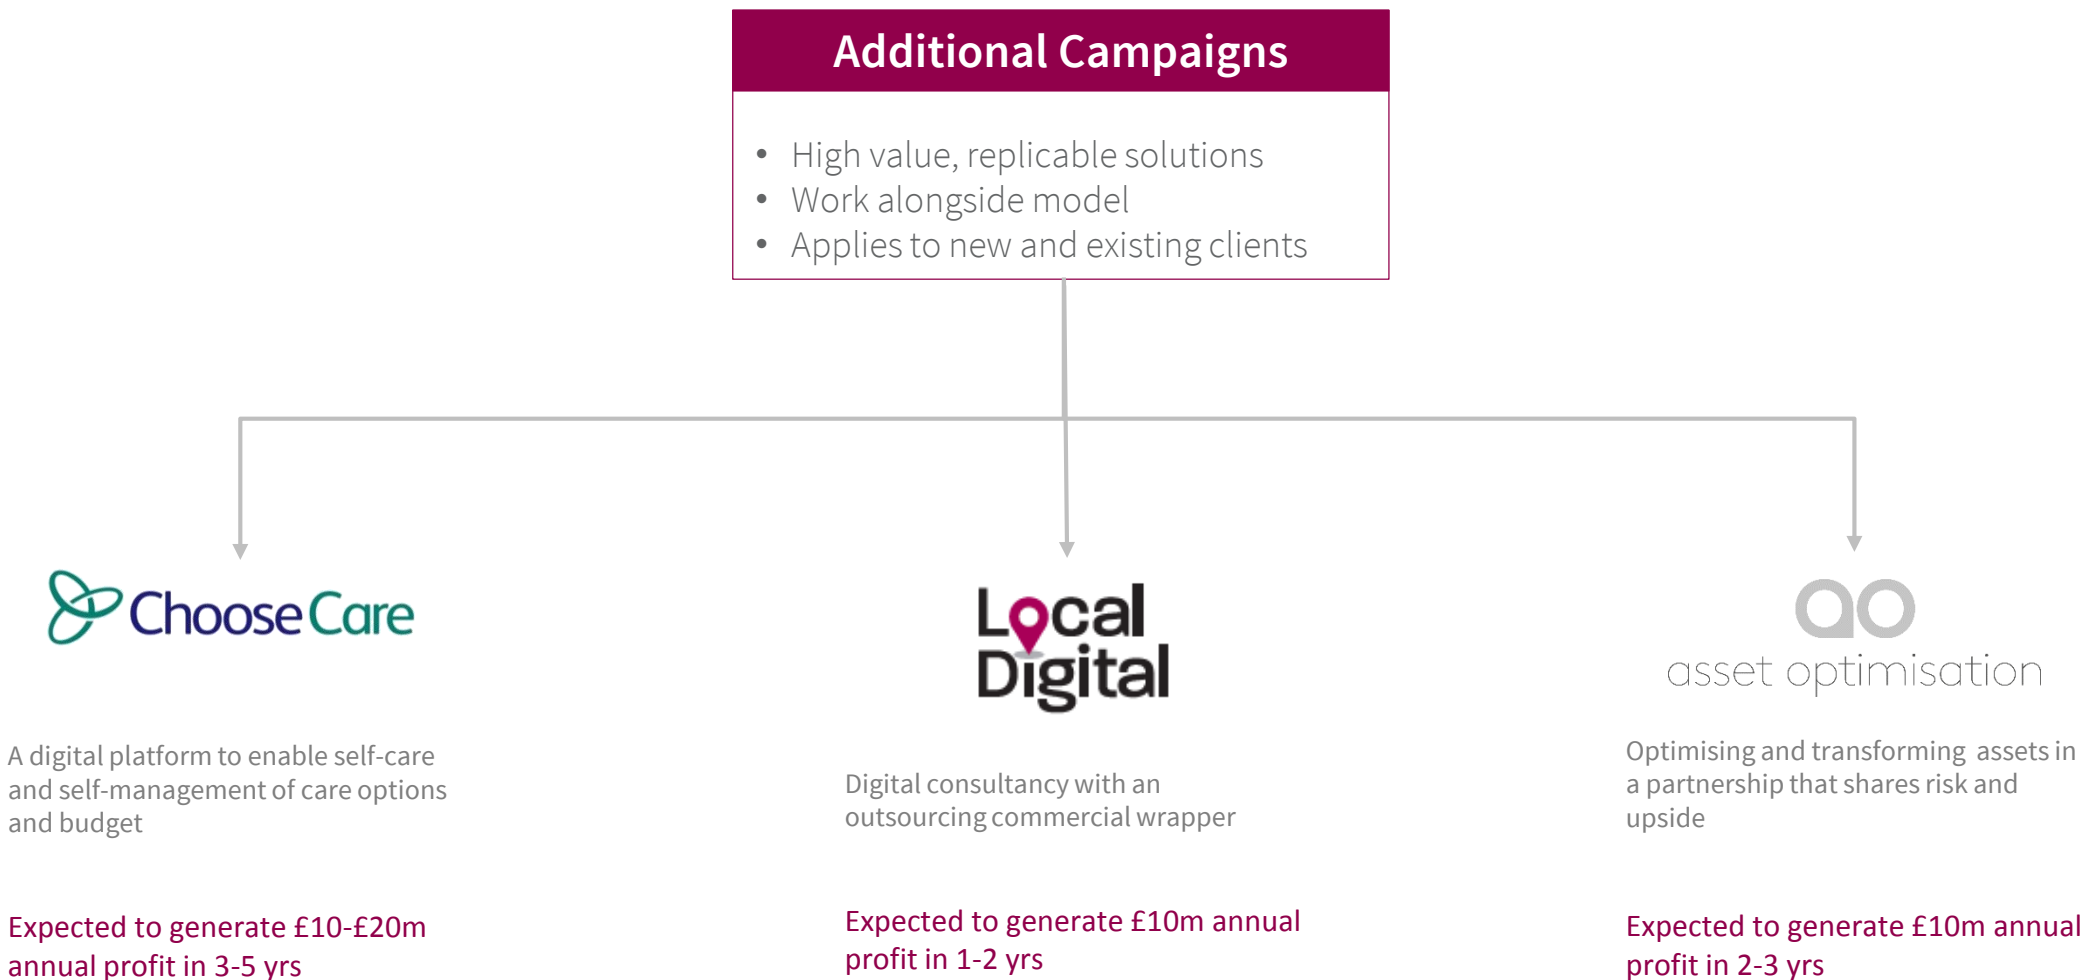 Additional Campaigns
• High value, replicable solutions
• Work alongside model
• Applies to new and existing clients
Choose Care
A digital platform to enable self-care
and self-management of care options
and budget
Expected to generate £10-£20m
annual profit in 3-5 yrs
Local
Digital
Digital consultancy with an
outsourcing commercial wrapper
Expected to generate £10m annual
profit in 1-2 yrs
ao
asset optimisation
Optimising and transforming  assets in
a partnership that shares risk and
upside
Expected to generate £10m annual
profit in 2-3 yrs